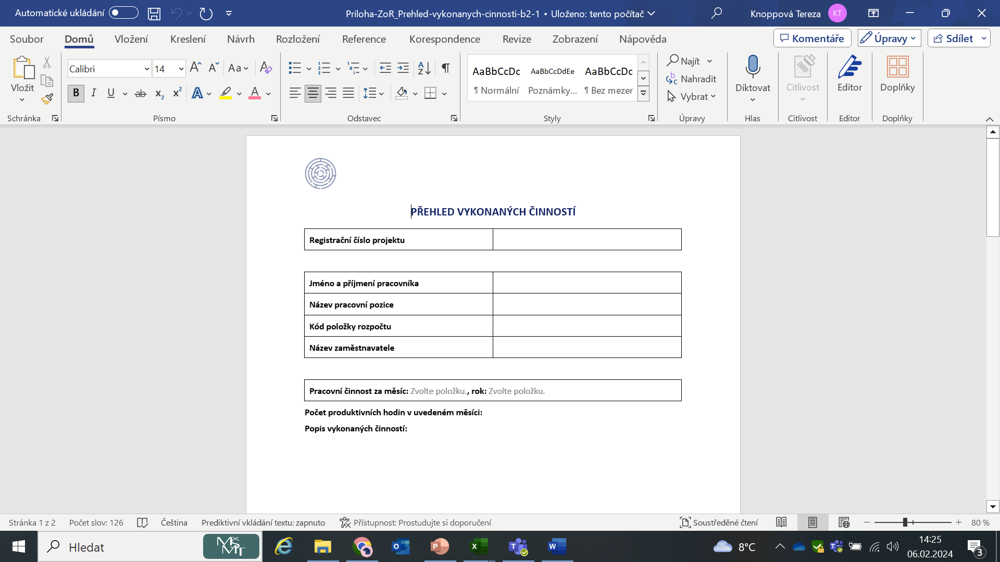 Automatické ukládání
Priloha-ZoR_Prehled-vykonanych-cinnosti-b2-1 • Uloženo: tento počítač
Knoppová Tereza
KT
Soubor Domů Vložení Kreslení Návrh Rozložení Reference Korespondence Revize Zobrazení Nápověda
Komentáře Úpravy Sdílet
Vložit
Schránka
Calibri 14
Aa
B I U ab x2 x2 A A
Písmo
Odstavec
AaBbCcDc AaBbCcDdEe AaBbCcDc
¶ Normální Poznámky... ¶ Bez mezer
Styly
Najít
Nahradit
Vybrat
Úpravy
Diktovat
Hlas
Citlivost
Citlivost
Editor
Editor
Doplňky
Doplňky
PŘEHLED VYKONANÝCH ČINNOSTÍ
Registrační číslo projektu
Jméno a příjmení pracovníka
Název pracovní pozice
Kód položky rozpočtu
Název zaměstnavatele
Pracovní činnost za měsíc: Zvolte položku., rok: Zvolte položku.
Počet produktivních hodin v uvedeném měsíci:
Popis vykonaných činností:
Stránka 1 z 2 Počet slov: 126 Čeština Prediktivní vkládání textu: zapnuto Přístupnost: Prostudujte si doporučení Soustředěné čtení 80 %
Hledat
MŠMT
8°C
14:25
06.02.2024
3